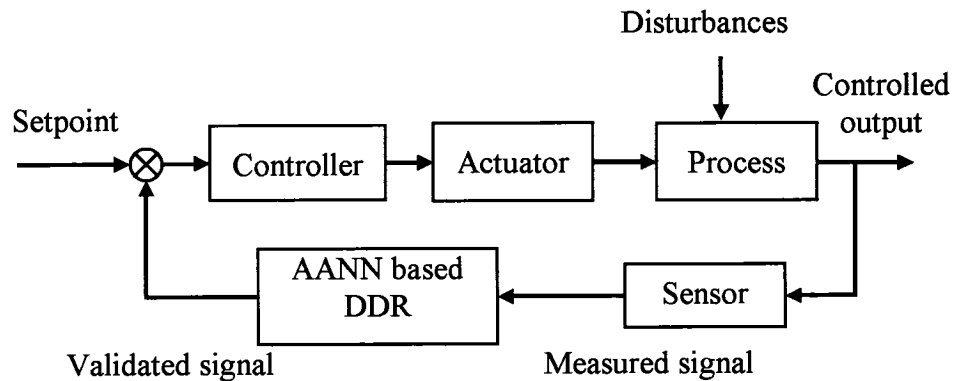 Disturbances
Controlled
output
Setpoint
Controller
Actuator
Process
AANN based
DDR
Sensor
Validated signal
Measured signal